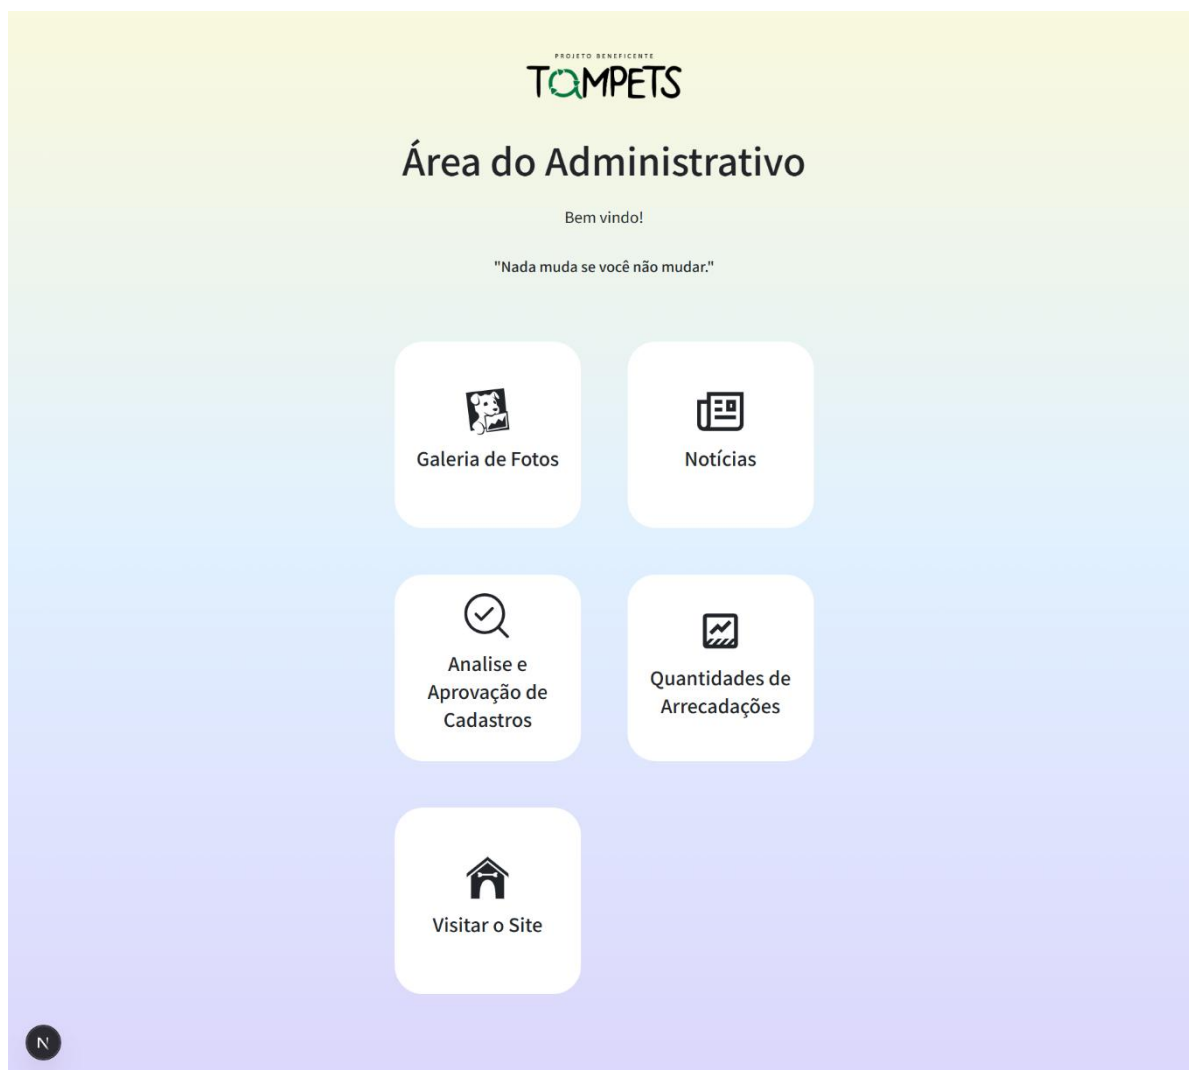 PROJETO BENEFICENTE
TAMPETS
Área do Administrativo
Bem vindo!
"Nada muda se você não mudar."
Galeria de Fotos
Notícias
Analise e
Aprovação de
Cadastros
Quantidades de
Arrecadações
Visitar o Site
N